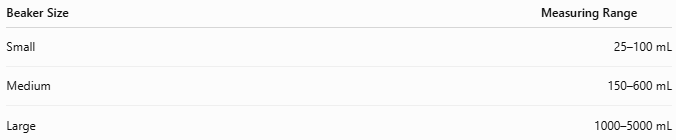 Beaker Size Measuring Range
Small 25–100 mL
Medium 150–600 mL
Large 1000–5000 mL